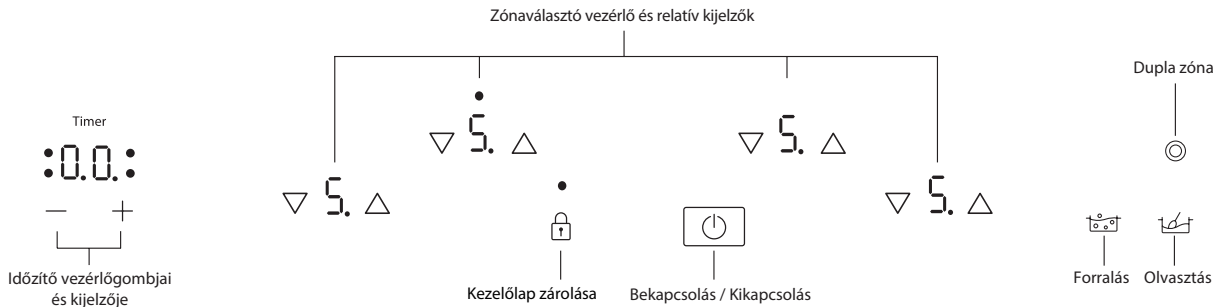 Zónaválasztó vezérlő és relatív kijelzők
Dupla zóna
Timer
0.0.
5.
5.
5.
5.
Időzítő vezérlőgombjai
és kijelzője
Kezelőlap zárolása
Bekapcsolás / Kikapcsolás
Forralás
Olvasztás